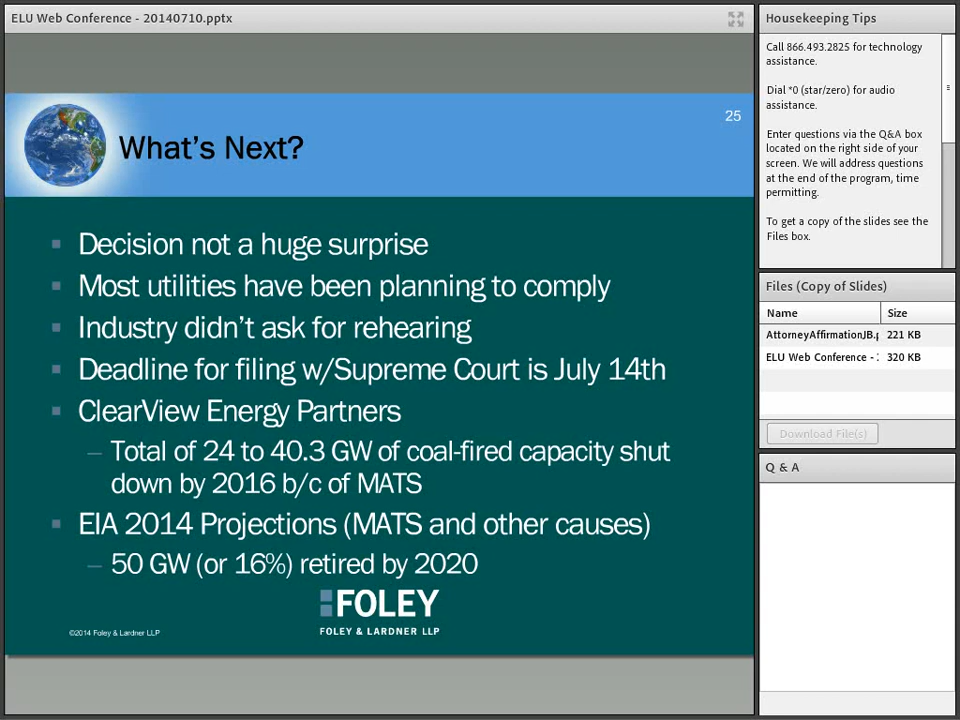 ELU Web Conference - 20140710.pptx
25
What's Next?
Decision not a huge surprise
Most utilities have been planning to comply
Industry didn't ask for rehearing
Deadline for filing w/Supreme Court is July 14th
ClearView Energy Partners
– Total of 24 to 40.3 GW of coal-fired capacity shut
down by 2016 b/c of MATS
EIA 2014 Projections (MATS and other causes)
– 50 GW (or 16%) retired by 2020
FOLEY
FOLEY & LARDNER LLP
©2014 Foley & Lardner LLP
Housekeeping Tips
Call 866.493.2825 for technology
assistance.
Dial *0 (star/zero) for audio
assistance.
Enter questions via the Q&A box
located on the right side of your
screen. We will address questions
at the end of the program, time
permitting.
To get a copy of the slides see the
Files box.
Files (Copy of Slides)
Name Size
AttorneyAffirmationJB.p 221 KB
ELU Web Conference - 320 KB
Download File(s)
Q & A